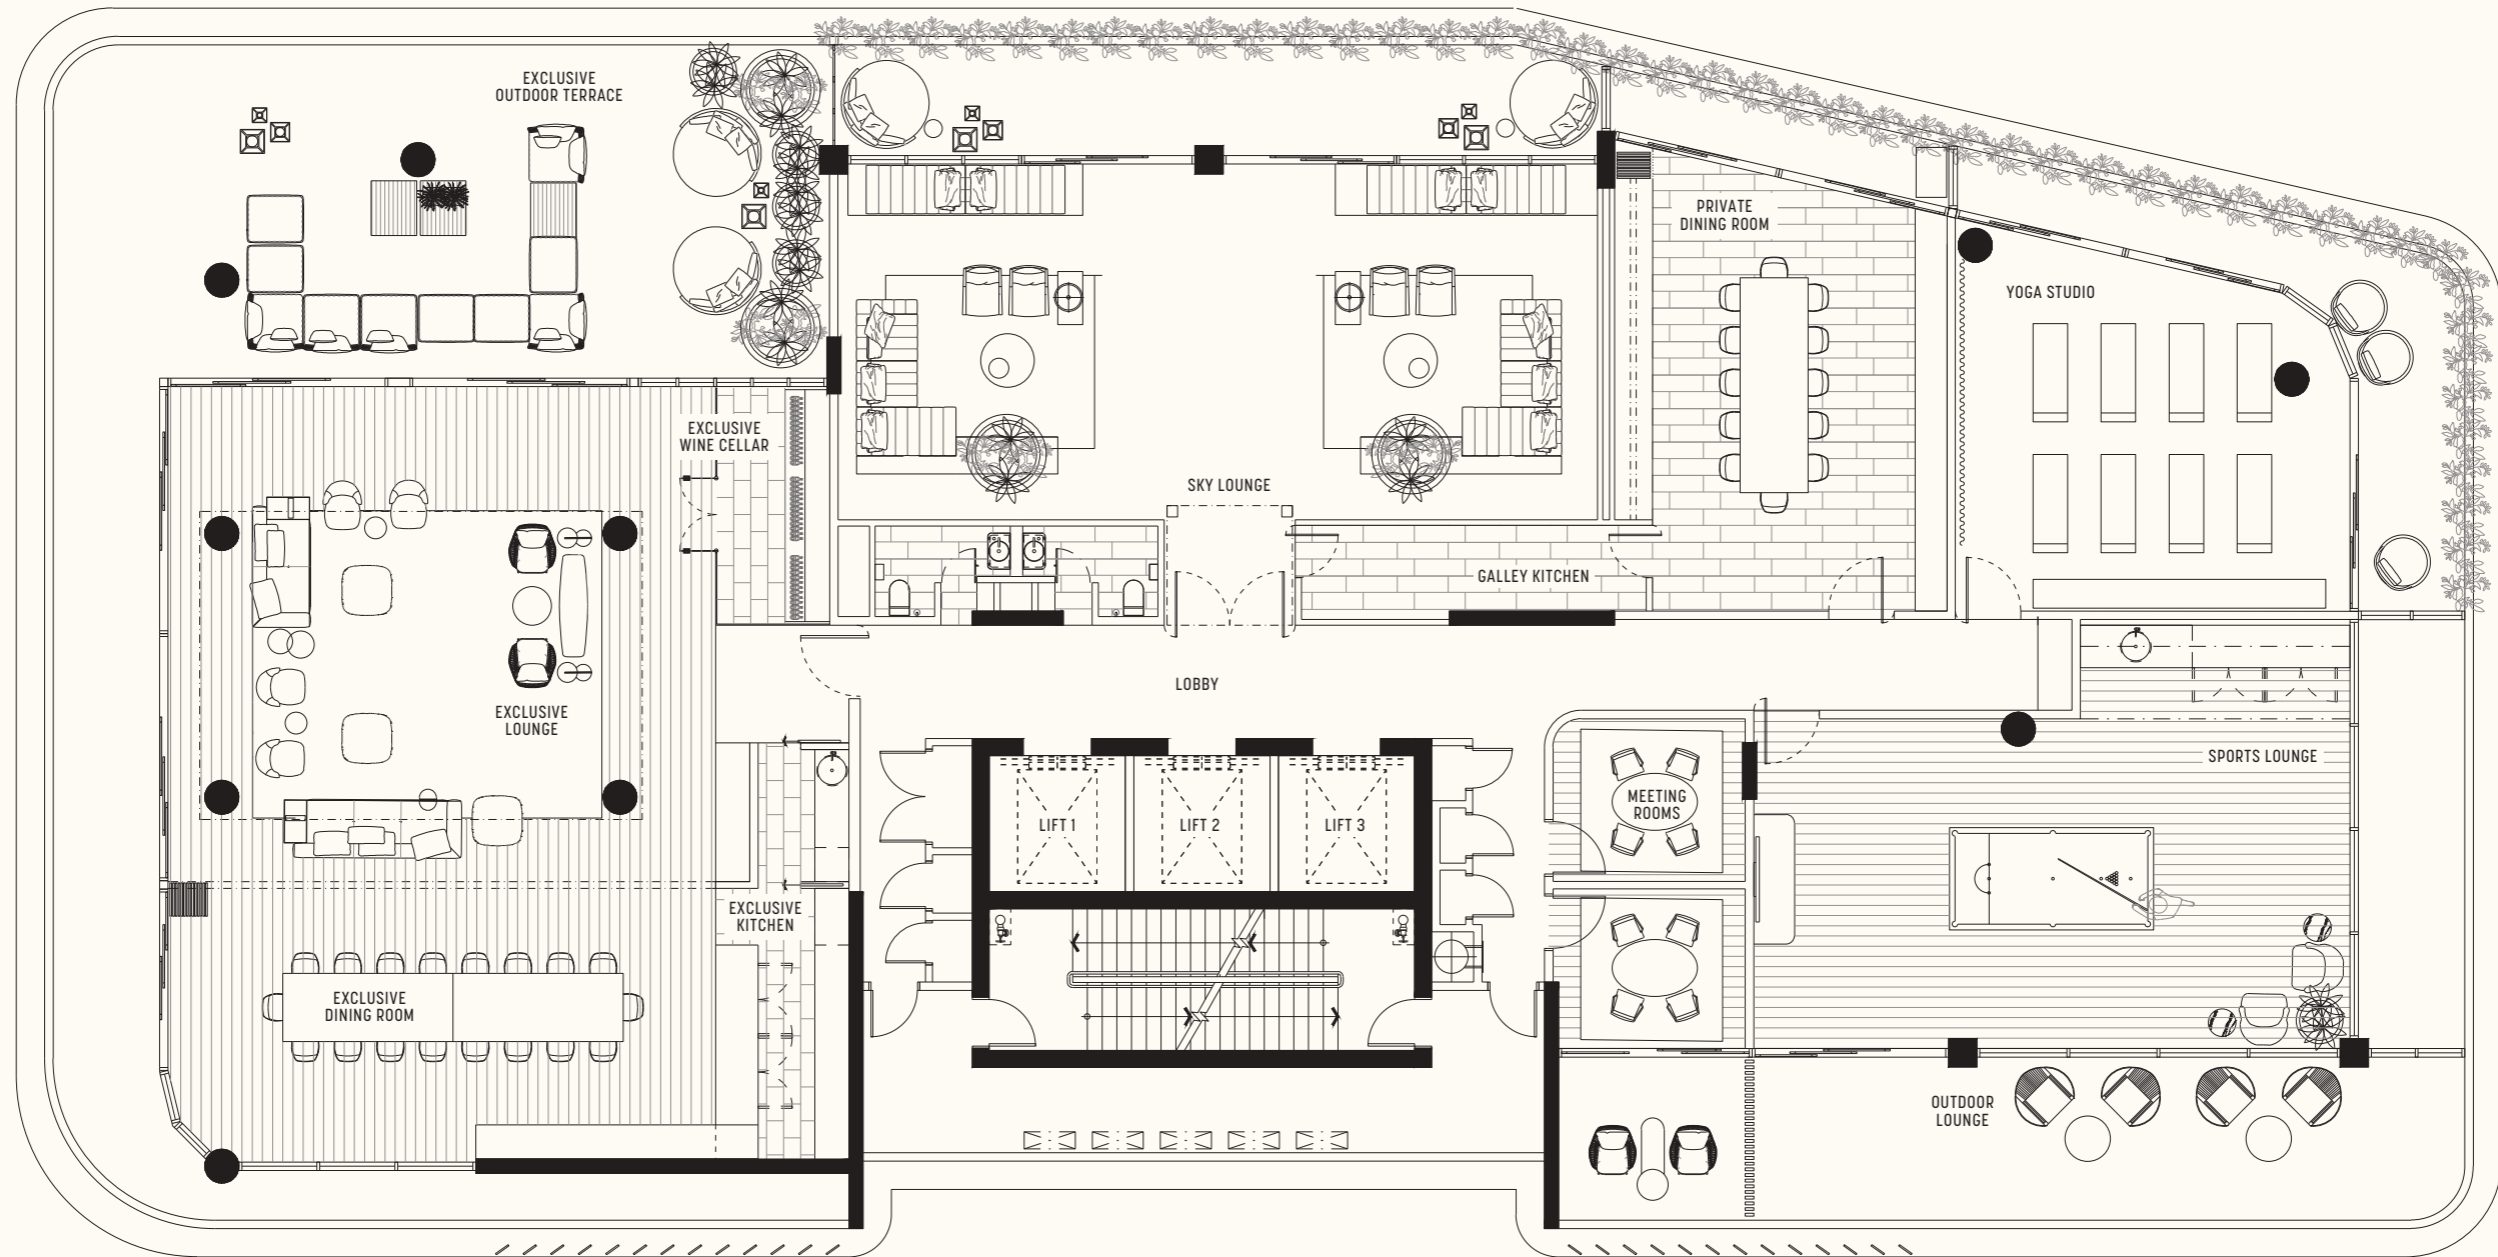 EXCLUSIVE
OUTDOOR TERRACE
PRIVATE
DINING ROOM
YOGA STUDIO
EXCLUSIVE
WINE CELLAR
SKY LOUNGE
GALLEY KITCHEN
LOBBY
EXCLUSIVE
LOUNGE
SPORTS LOUNGE
MEETING
ROOMS
LIFT 1
LIFT 2
LIFT 3
EXCLUSIVE
KITCHEN
EXCLUSIVE
DINING ROOM
OUTDOOR
LOUNGE